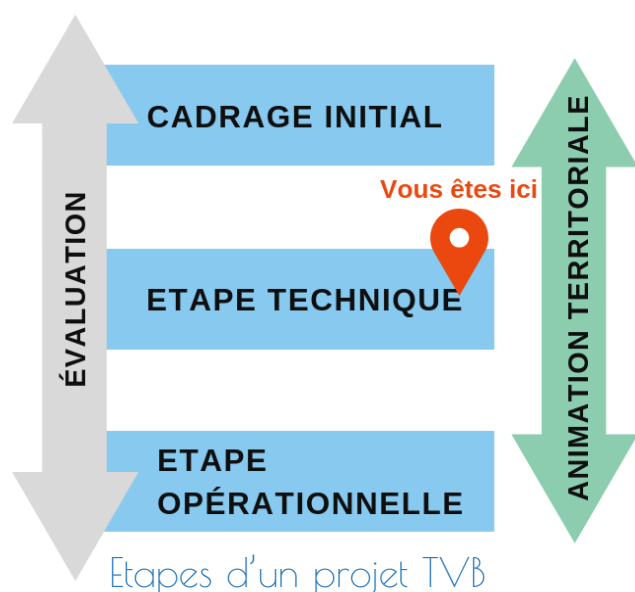 CADRAGE INITIAL
Vous êtes ici
ETAPE TECHNIQUE
ETAPE
OPÉRATIONNELLE
ÉVALUATION
ANIMATION TERRITORIALE
Etapes d'un projet TVB